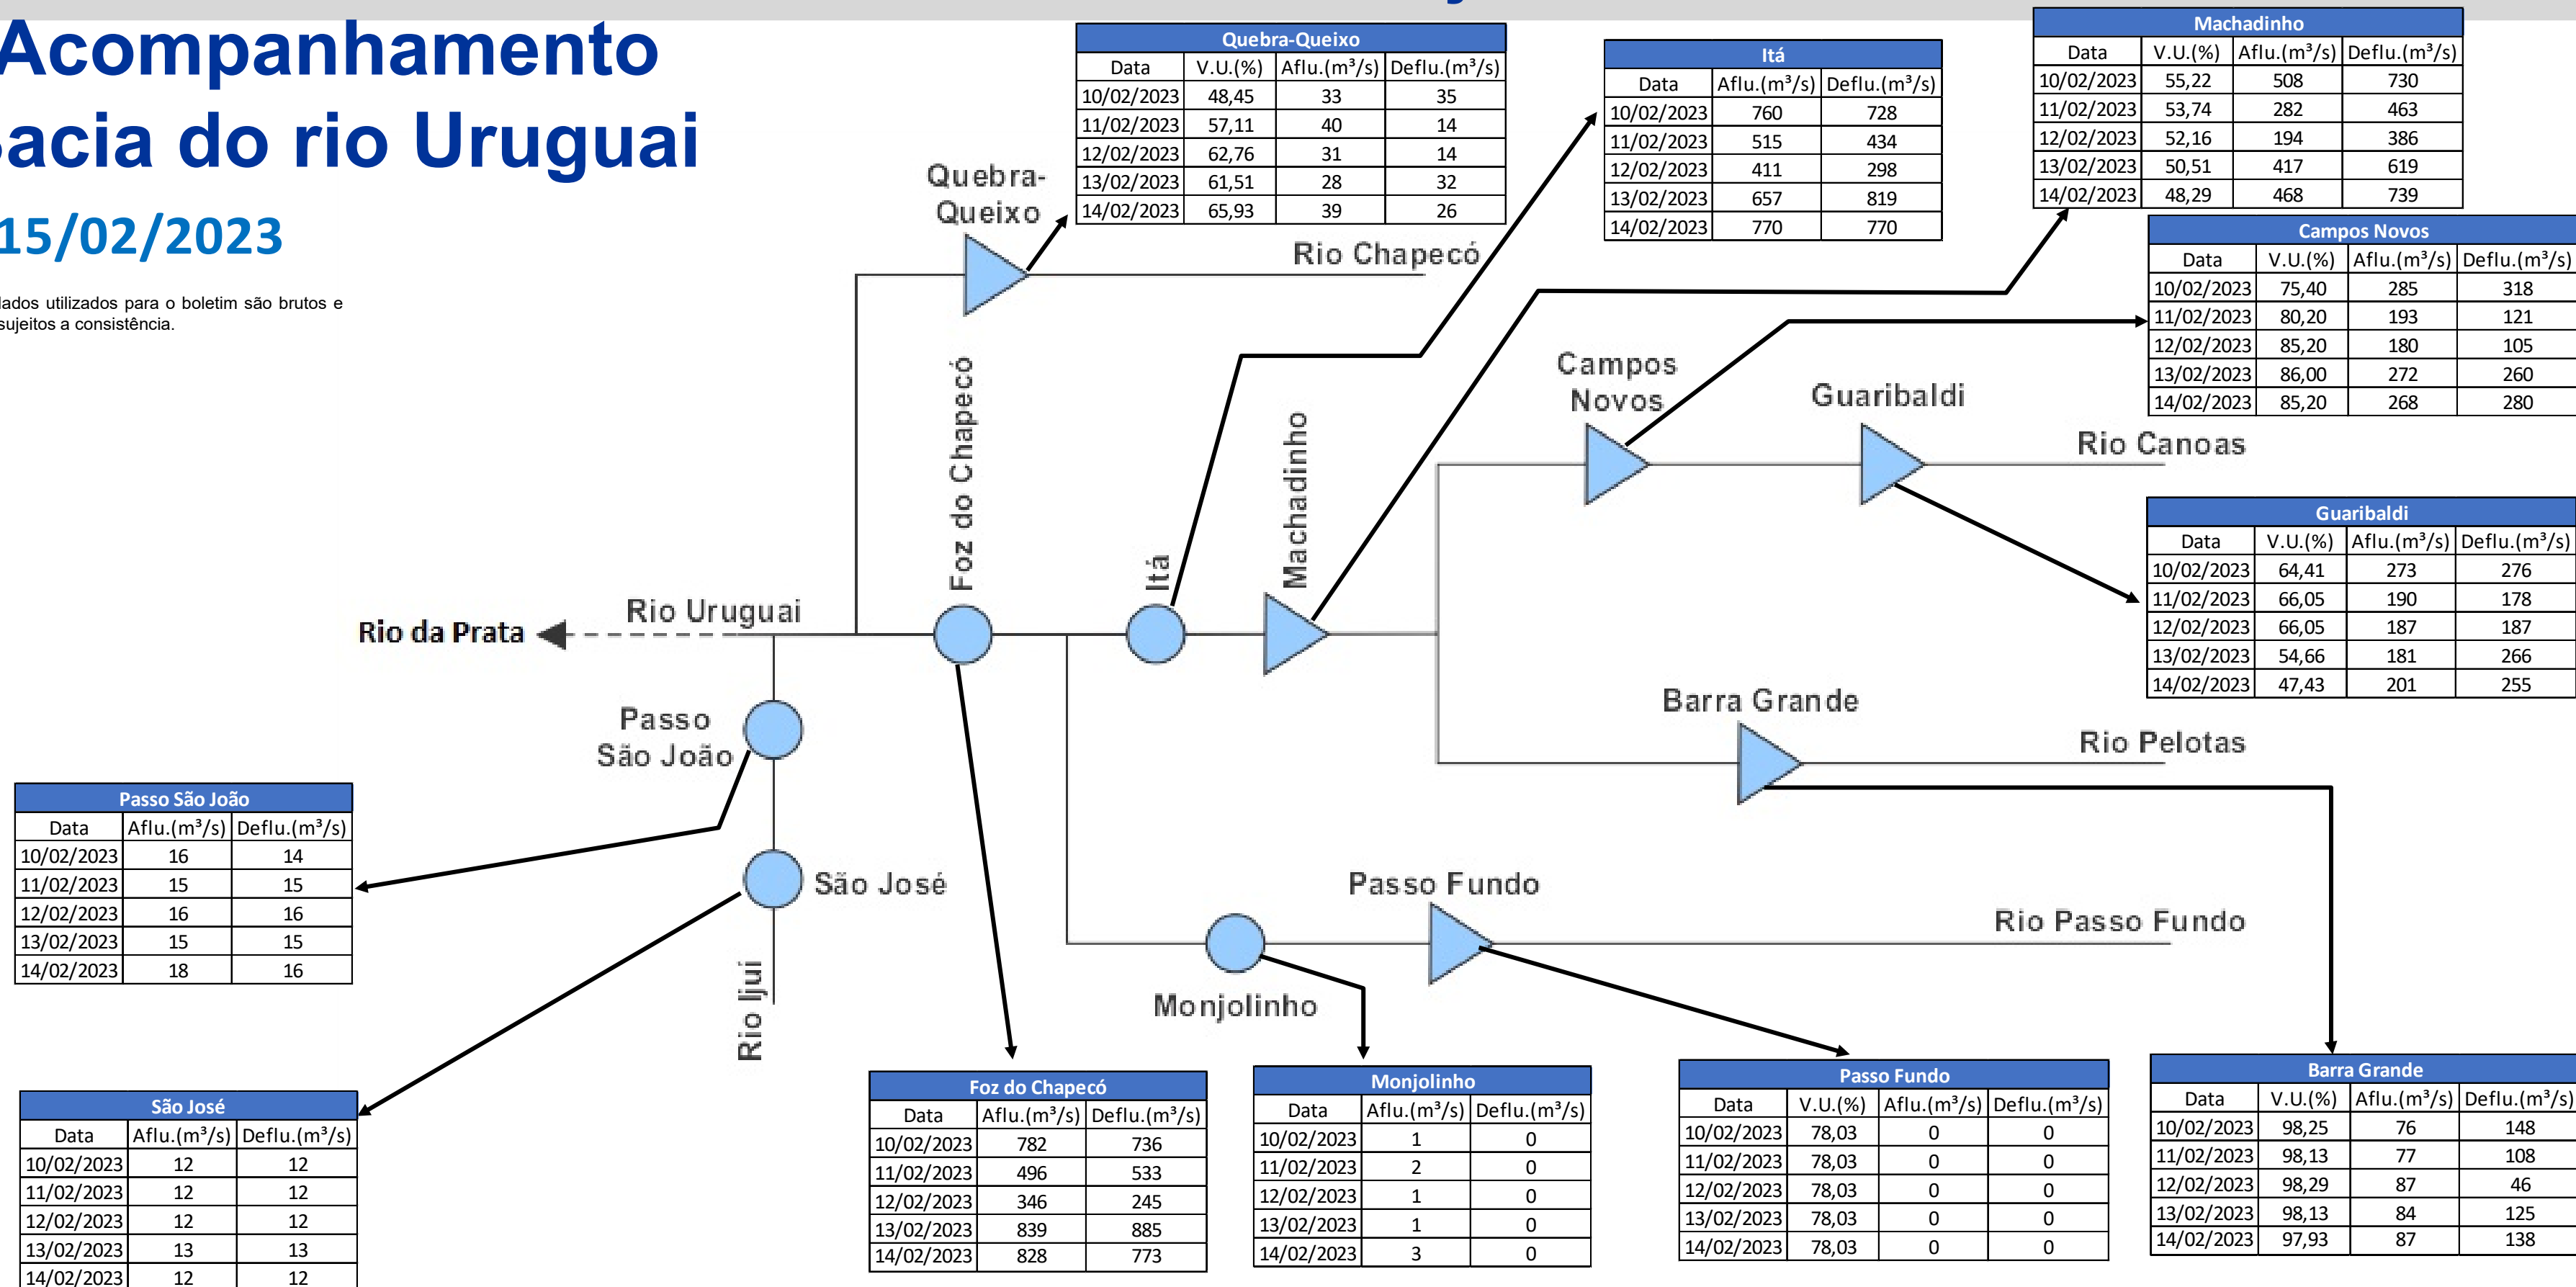 Acompanhamento
acia do rio Uruguai
15/02/2023
dados utilizados para o boletim são brutos e
sujeitos a consistência.
Quebra-Queixo
Data V.U.(%) Aflu.(m³/s) Deflu.(m³/s)
10/02/2023 48,45 33 35
11/02/2023 57,11 40 14
12/02/2023 62,76 31 14
13/02/2023 61,51 28 32
14/02/2023 65,93 39 26
Itá
Data Aflu.(m³/s) Deflu.(m³/s)
10/02/2023 760 728
11/02/2023 515 434
12/02/2023 411 298
13/02/2023 657 819
14/02/2023 770 770
Machadinho
Data V.U.(%) Aflu.(m³/s) Deflu.(m³/s)
10/02/2023 55,22 508 730
11/02/2023 53,74 282 463
12/02/2023 52,16 194 386
13/02/2023 50,51 417 619
14/02/2023 48,29 468 739
Campos Novos
Data V.U.(%) Aflu.(m³/s) Deflu.(m³/s)
10/02/2023 75,40 285 318
11/02/2023 80,20 193 121
12/02/2023 85,20 180 105
13/02/2023 86,00 272 260
14/02/2023 85,20 268 280
Quebra-
Queixo
Rio Chapecó
Foz do Chapecó
Itá
Machadinho
Campos
Novos
Guaribaldi
Rio Canoas
Guaribaldi
Data V.U.(%) Aflu.(m³/s) Deflu.(m³/s)
10/02/2023 64,41 273 276
11/02/2023 66,05 190 178
12/02/2023 66,05 187 187
13/02/2023 54,66 181 266
14/02/2023 47,43 201 255
Rio da Prata
Rio Uruguai
Passo
São João
Barra Grande
Rio Pelotas
São José
Rio Ijuí
Passo Fundo
Rio Passo Fundo
Monjolinho
Passo São João
Data Aflu.(m³/s) Deflu.(m³/s)
10/02/2023 16 14
11/02/2023 15 15
12/02/2023 16 16
13/02/2023 15 15
14/02/2023 18 16
São José
Data Aflu.(m³/s) Deflu.(m³/s)
10/02/2023 12 12
11/02/2023 12 12
12/02/2023 12 12
13/02/2023 13 13
14/02/2023 12 12
Foz do Chapecó
Data Aflu.(m³/s) Deflu.(m³/s)
10/02/2023 782 736
11/02/2023 496 533
12/02/2023 346 245
13/02/2023 839 885
14/02/2023 828 773
Monjolinho
Data Aflu.(m³/s) Deflu.(m³/s)
10/02/2023 1 0
11/02/2023 2 0
12/02/2023 1 0
13/02/2023 1 0
14/02/2023 3 0
Passo Fundo
Data V.U.(%) Aflu.(m³/s) Deflu.(m³/s)
10/02/2023 78,03 0 0
11/02/2023 78,03 0 0
12/02/2023 78,03 0 0
13/02/2023 78,03 0 0
14/02/2023 78,03 0 0
Barra Grande
Data V.U.(%) Aflu.(m³/s) Deflu.(m³/s)
10/02/2023 98,25 76 148
11/02/2023 98,13 77 108
12/02/2023 98,29 87 46
13/02/2023 98,13 84 125
14/02/2023 97,93 87 138